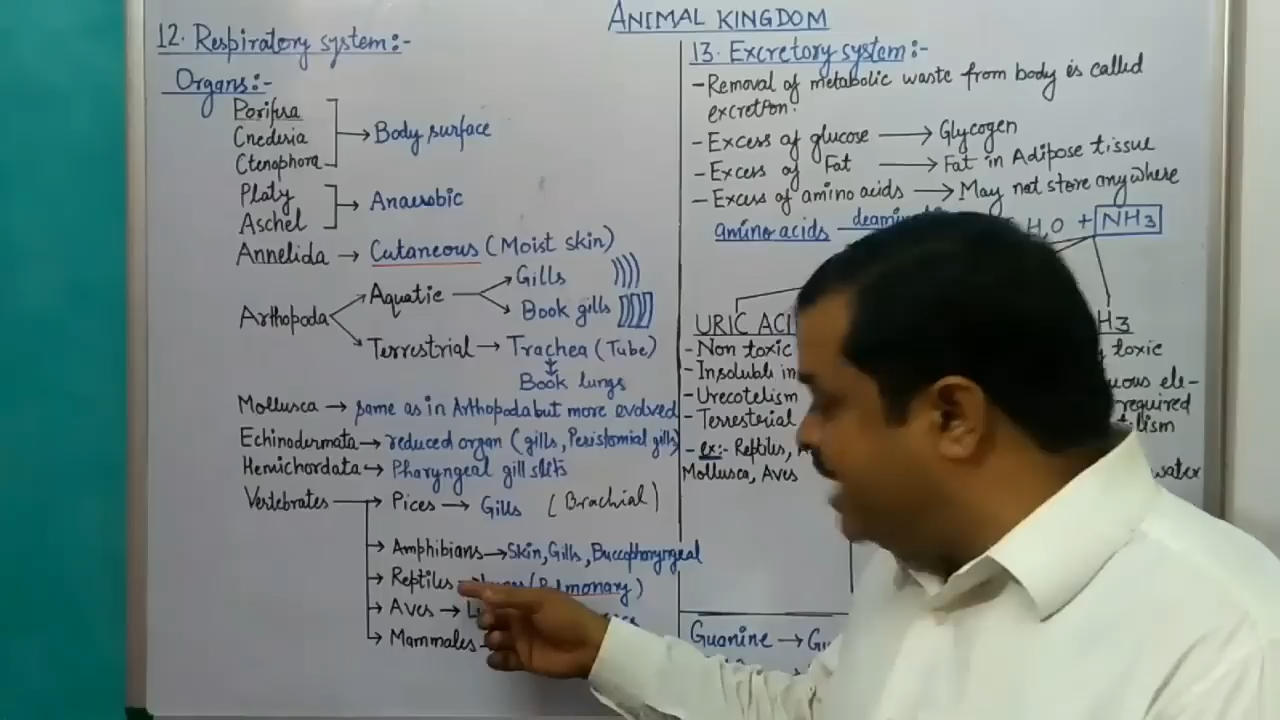 ANIMAL KINGDOM
12. Respiratory system:-
Organs:-
Porifera
Cnederia
Ctenophora
→ Body surface
Platy
Aschel
→ Anaerobic
Annelida → Cutaneous (Moist skin)
Arthopoda
Aquatic
→ Gills
→ Book gills
Terrestrial → Trachea (Tube)
Book lungs
Mollusca → same as in Arthopoda but more evolved
Echinodermata → reduced organ (gills, Peristomial gills)
Hemichordata → Pharyngeal gill slits
Vertebrates → Pices → Gills (Brachial)
→ Amphibians → Skin, Gills, Buccopharyngeal
→ Reptiles (Pulmonary)
→ Aves →
→ Mammales
13. Excretory system:-
- Removal of metabolic waste from body is called
excretion.
- Excess of glucose → Glycogen
- Excess of Fat → Fat in Adipose tissue
- Excess of amino acids → May not store anywhere
amino acids + NH3
URIC ACI
- Non toxic
- Insoluble in
- Urecotelism
- Terrestrial
- ex:- Reptiles,
Mollusca, Aves
H3
toxic
ele-
required
water
Guanine →